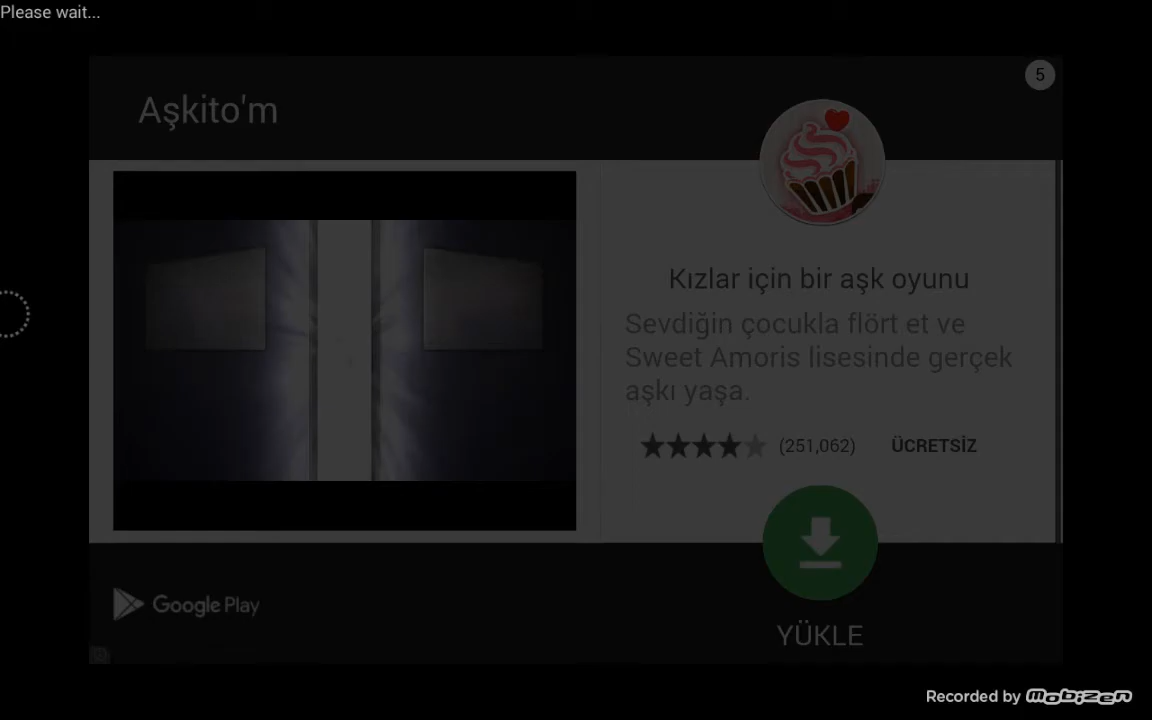 Please wait...
5
Aşkito'm
Kızlar için bir aşk oyunu
Sevdiğin çocukla flört et ve
Sweet Amoris lisesinde gerçek
aşkı yaşa.
(251,062) ÜCRETSİZ
Google Play
YÜKLE
Recorded by mobizen